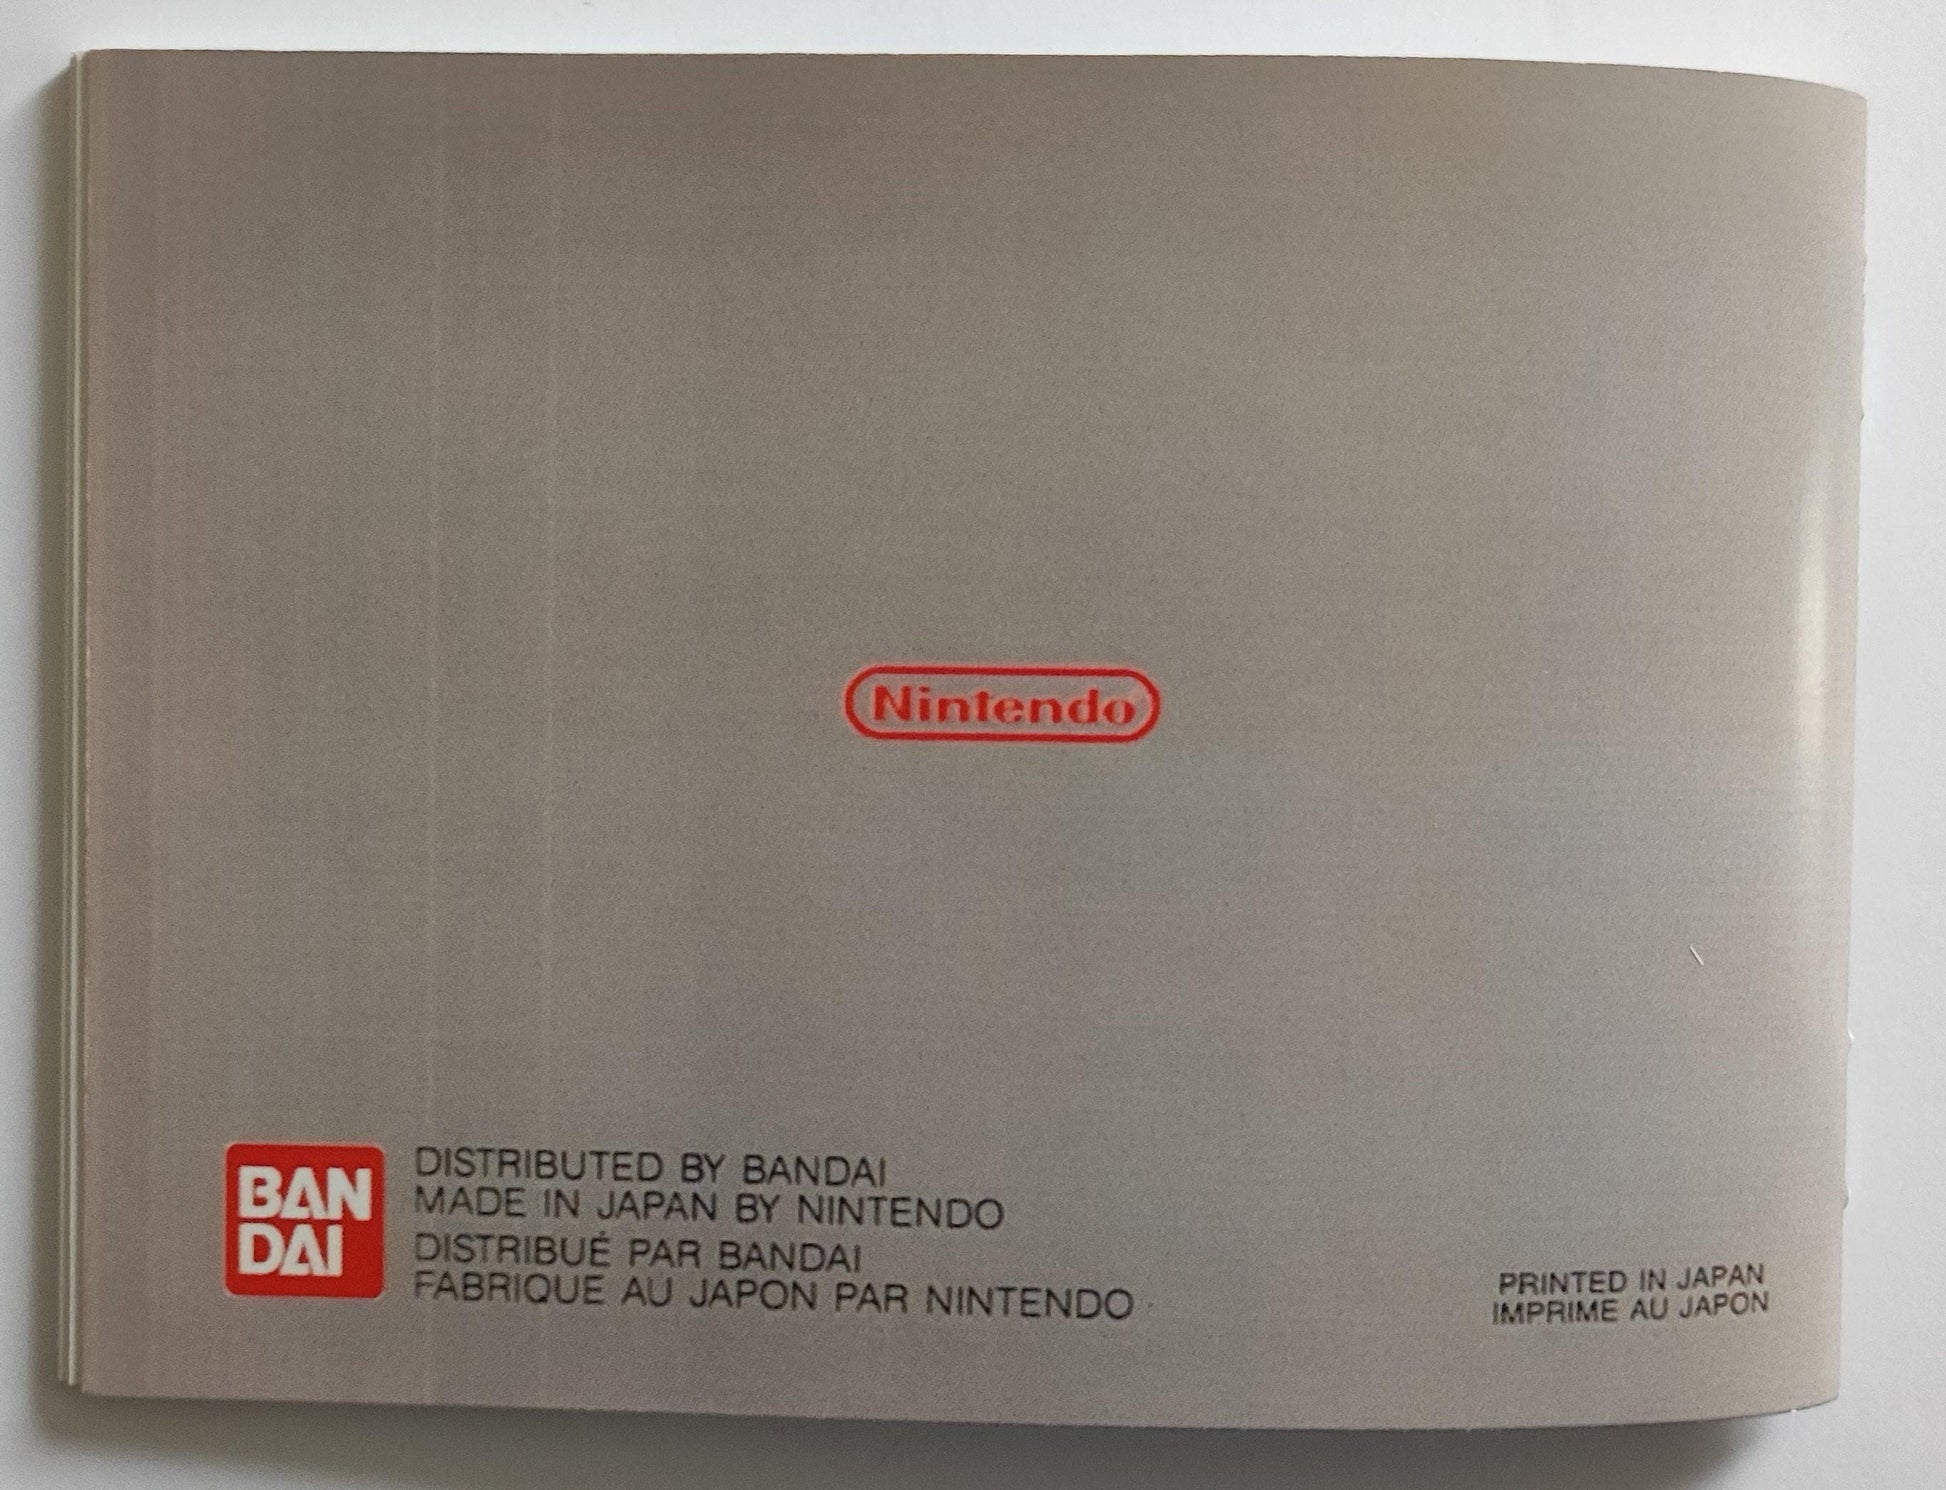 Nintendo
BAN
DAI
DISTRIBUTED BY BANDAI
MADE IN JAPAN BY NINTENDO
DISTRIBUÉ PAR BANDAI
FABRIQUE AU JAPON PAR NINTENDO
PRINTED IN JAPAN
IMPRIME AU JAPON